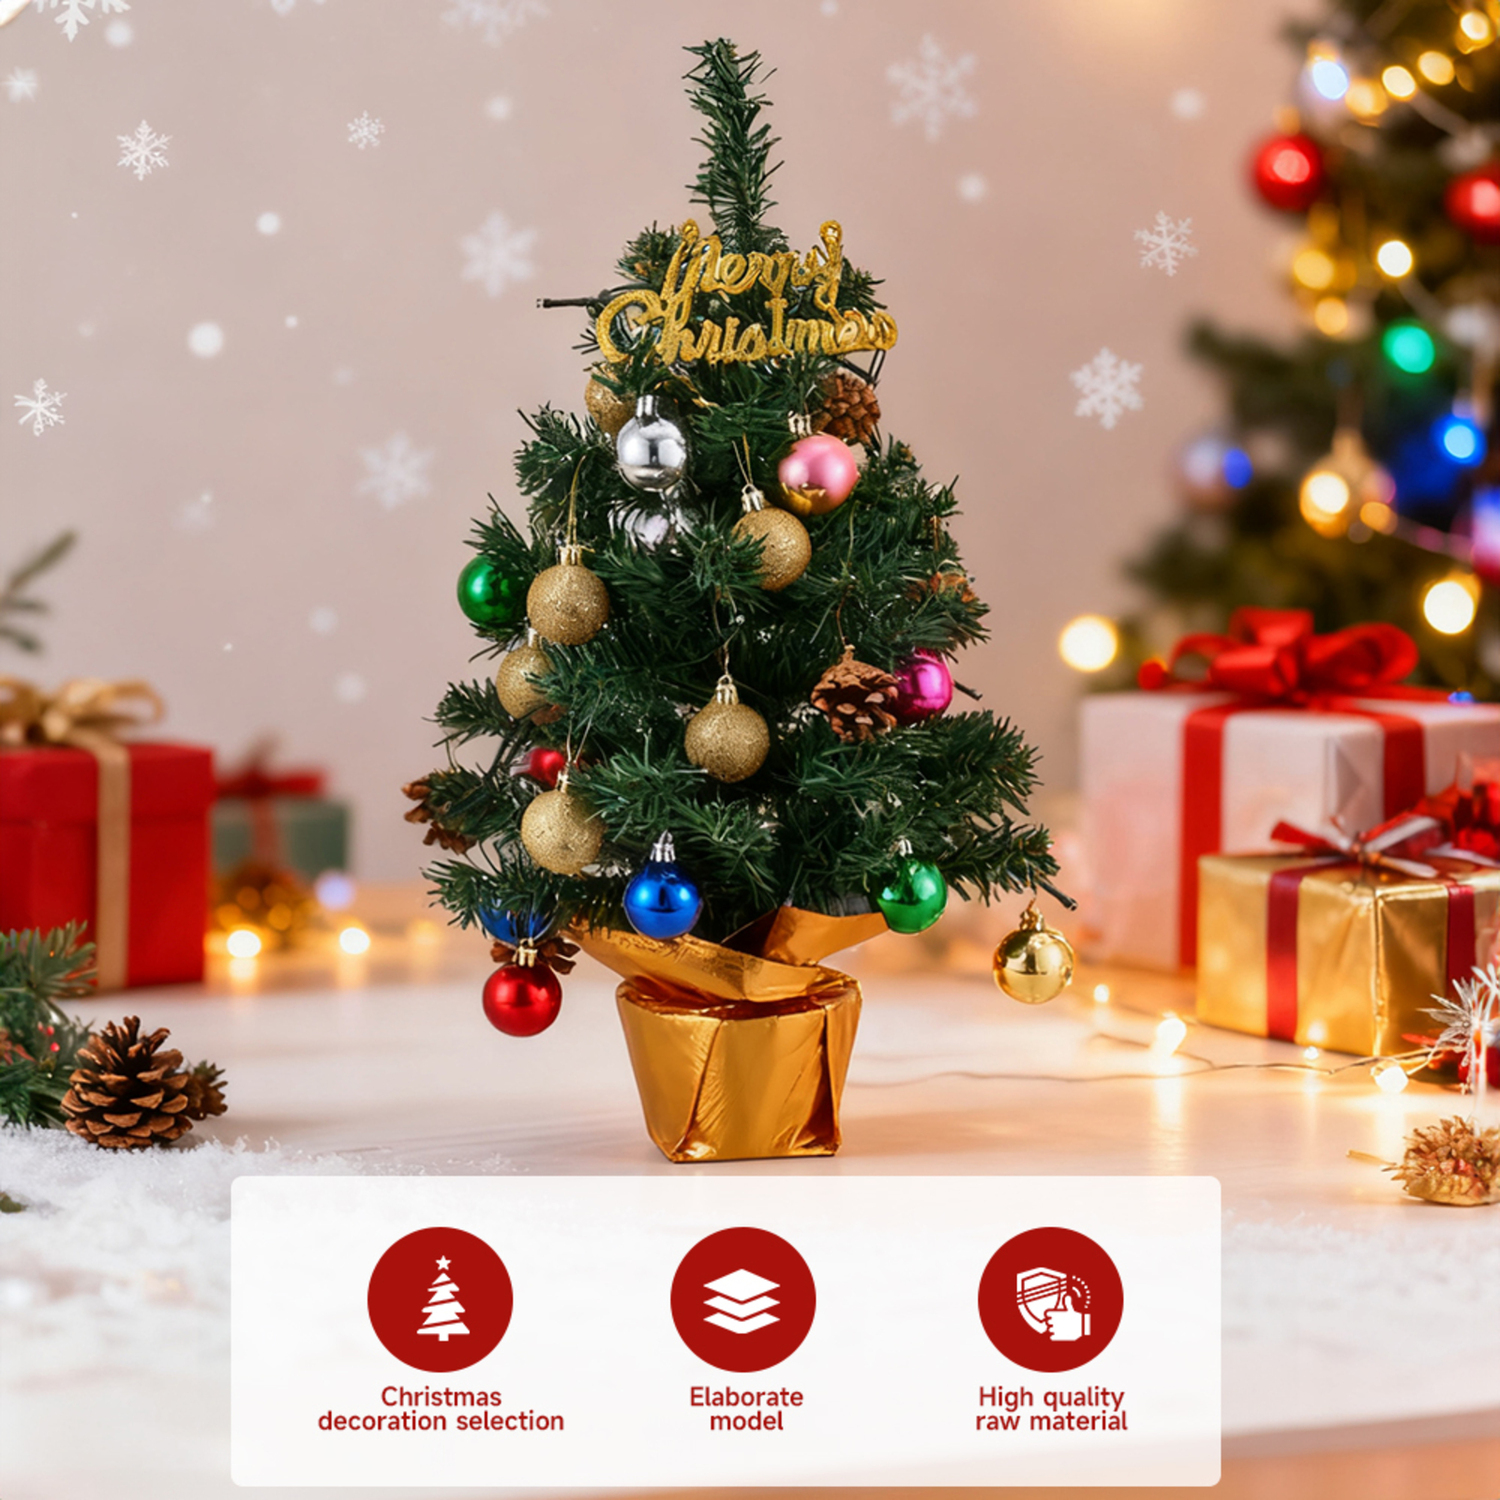 Merry
Christmas
Christmas
decoration selection
Elaborate
model
High quality
raw material